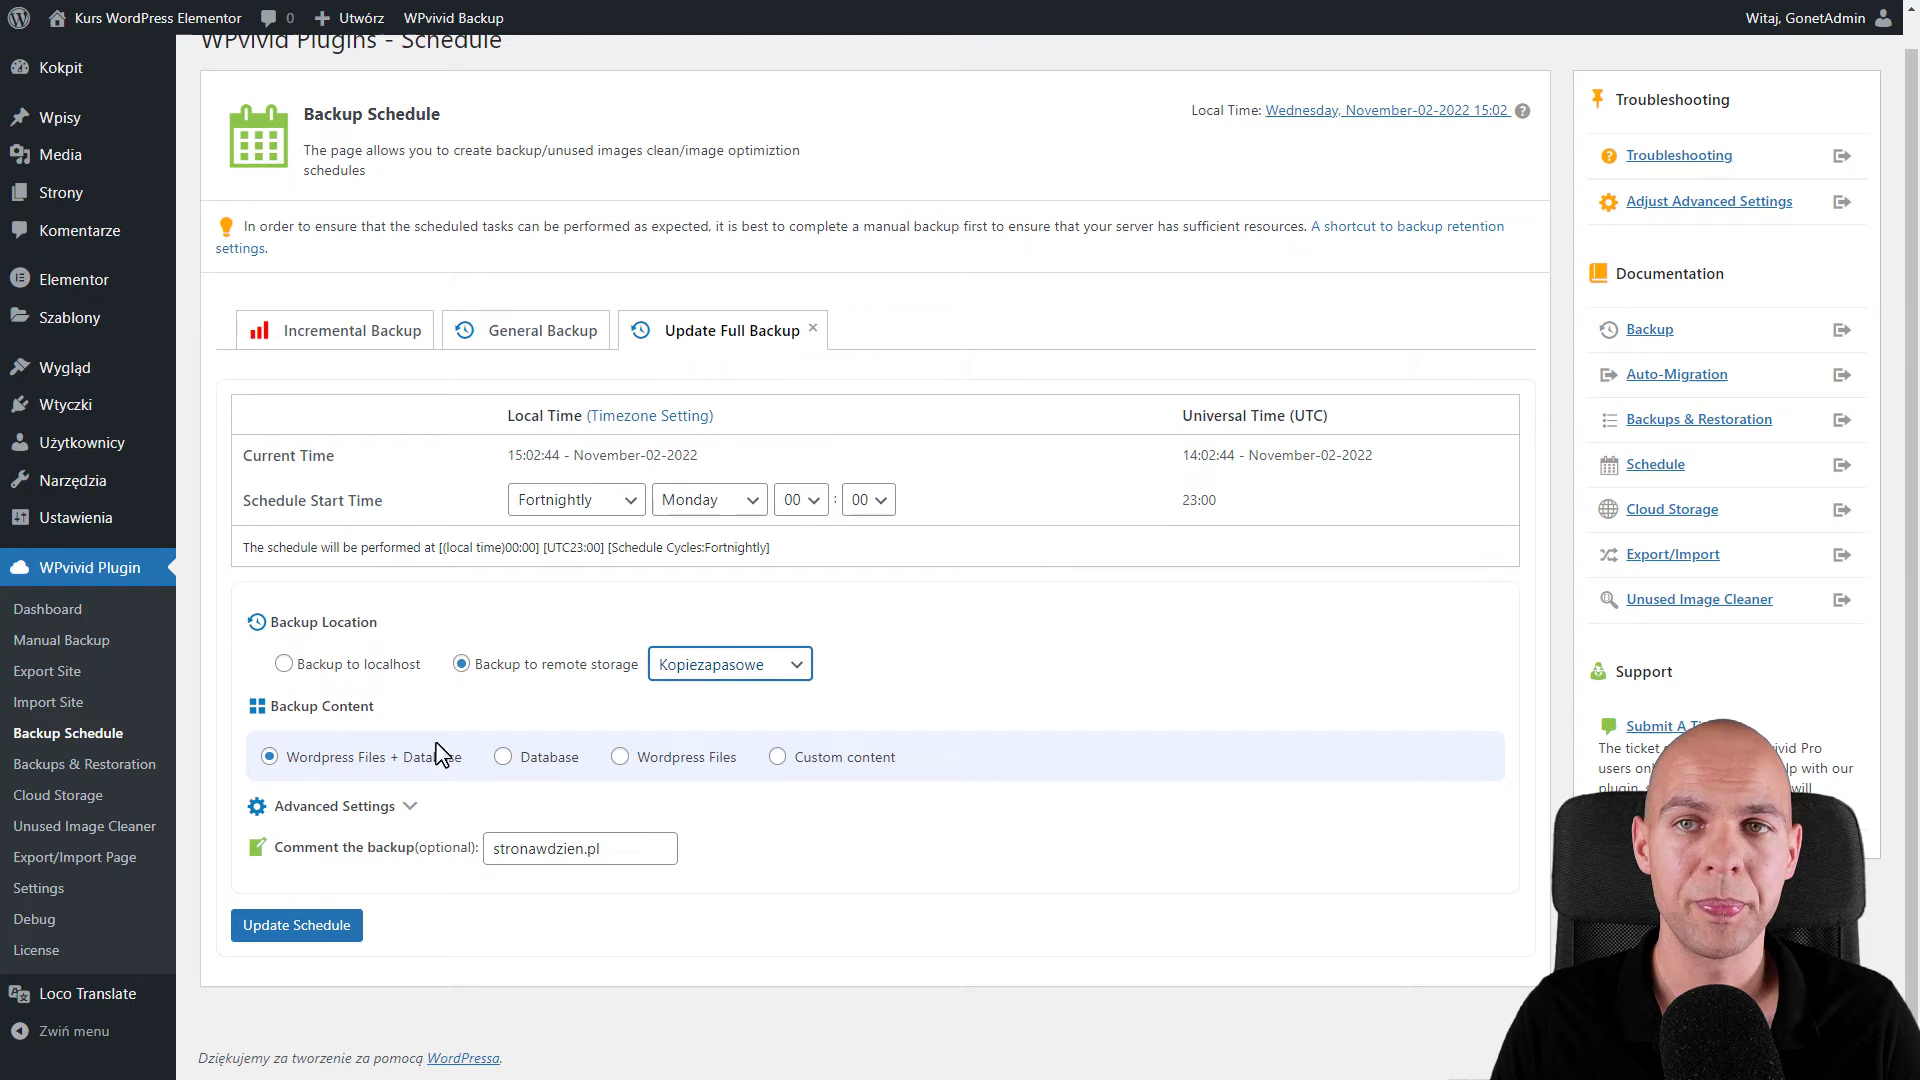 Kurs WordPress Elementor 0 Utwórz WPvivid Backup Witaj, GonetAdmin
WPvivid Plugins - Schedule
Kokpit
Wpisy
Media
Strony
Komentarze
Elementor
Szablony
Wygląd
Wtyczki
Użytkownicy
Narzędzia
Ustawienia
WPvivid Plugin
Dashboard
Manual Backup
Export Site
Import Site
Backup Schedule
Backups & Restoration
Cloud Storage
Unused Image Cleaner
Export/Import Page
Settings
Debug
License
Loco Translate
Zwiń menu
Backup Schedule
The page allows you to create backup/unused images clean/image optimiztion
schedules
Local Time: Wednesday, November-02-2022 15:02
In order to ensure that the scheduled tasks can be performed as expected, it is best to complete a manual backup first to ensure that your server has sufficient resources. A shortcut to backup retention
settings.
Incremental Backup General Backup Update Full Backup ×
Local Time (Timezone Setting) Universal Time (UTC)
Current Time 15:02:44 - November-02-2022 14:02:44 - November-02-2022
Schedule Start Time Fortnightly Monday 00 : 00 23:00
The schedule will be performed at [(local time)00:00] [UTC23:00] [Schedule Cycles:Fortnightly]
Backup Location
Backup to localhost Backup to remote storage Kopiezapasowe
Backup Content
Wordpress Files + Database Database Wordpress Files Custom content
Advanced Settings
Comment the backup(optional): stronawdzien.pl
Update Schedule
Dziękujemy za tworzenie za pomocą WordPressa.
Troubleshooting
Troubleshooting
Adjust Advanced Settings
Documentation
Backup
Auto-Migration
Backups & Restoration
Schedule
Cloud Storage
Export/Import
Unused Image Cleaner
Support
Submit A
The ticket vivid Pro
users lp with our
plugin, will